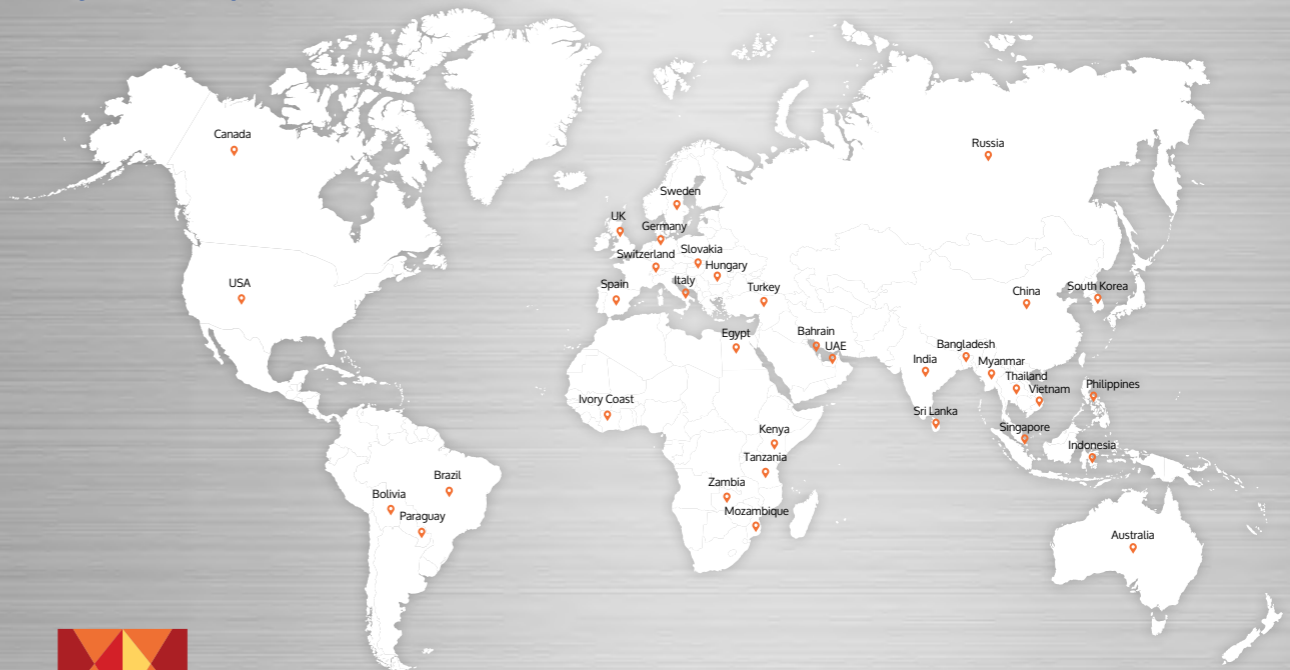 Canada
Russia
Sweden
UK
Germany
Slovakia
Switzerland
Hungary
Italy
USA
Spain
Turkey
China
South Korea
Egypt
Bahrain
UAE
Bangladesh
India
Myanmar
Thailand
Vietnam
Philippines
Ivory Coast
Sri Lanka
Kenya
Singapore
Indonesia
Tanzania
Brazil
Zambia
Bolivia
Mozambique
Paraguay
Australia